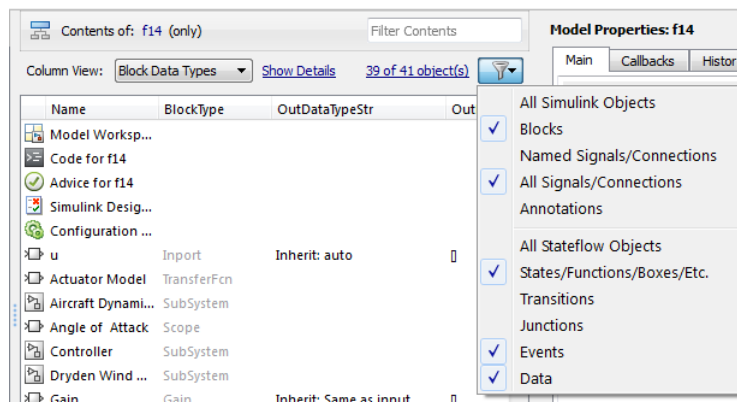 Contents of: f14 (only)
Filter Contents
Model Properties: f14
Column View: Block Data Types
Show Details
39 of 41 object(s)
Main
Callbacks
Histor
Name BlockType OutDataTypeStr Out
Model Worksp...
Code for f14
Advice for f14
Simulink Desig...
Configuration ...
u Inport Inherit: auto []
Actuator Model TransferFcn
Aircraft Dynami... SubSystem
Angle of Attack Scope
Controller SubSystem
Dryden Wind ... SubSystem
Gain Gain Inherit: Same as input []
All Simulink Objects
Blocks
Named Signals/Connections
All Signals/Connections
Annotations
All Stateflow Objects
States/Functions/Boxes/Etc.
Transitions
Junctions
Events
Data